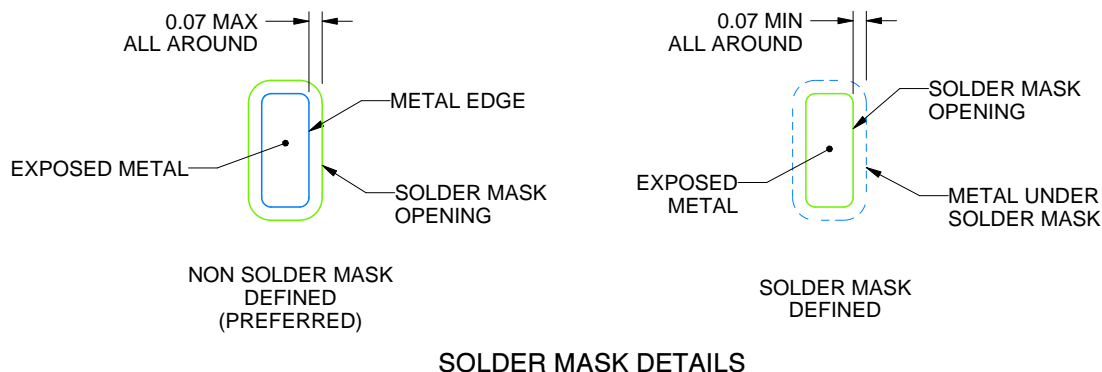 0.07 MAX
ALL AROUND
METAL EDGE
EXPOSED METAL
SOLDER MASK
OPENING
NON SOLDER MASK
DEFINED
(PREFERRED)
0.07 MIN
ALL AROUND
SOLDER MASK
OPENING
EXPOSED
METAL
METAL UNDER
SOLDER MASK
SOLDER MASK
DEFINED
SOLDER MASK DETAILS